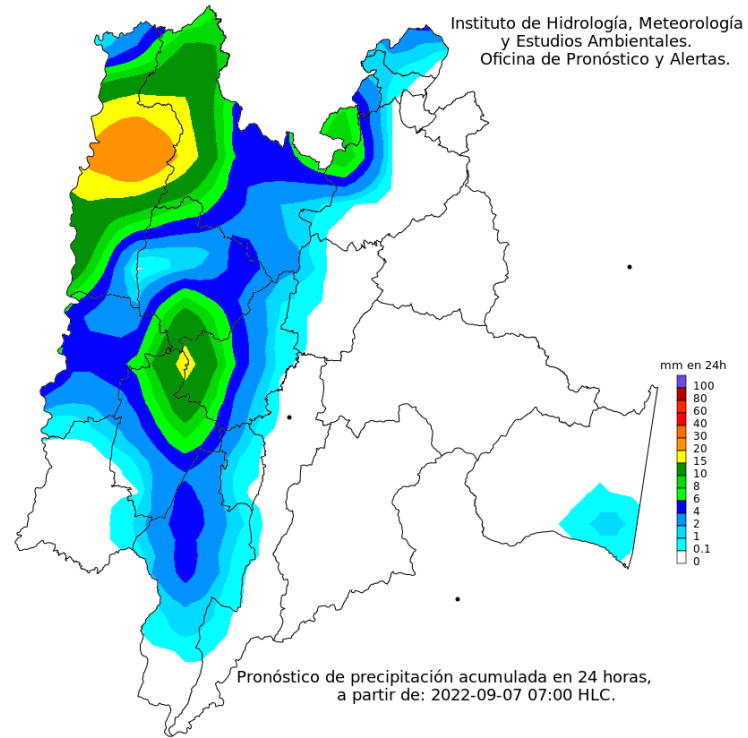 Instituto de Hidrología, Meteorología
y Estudios Ambientales.
Oficina de Pronóstico y Alertas.
mm en 24h
100
80
60
40
30
20
15
10
8
6
4
2
1
0.1
0
Pronóstico de precipitación acumulada en 24 horas,
a partir de: 2022-09-07 07:00 HLC.